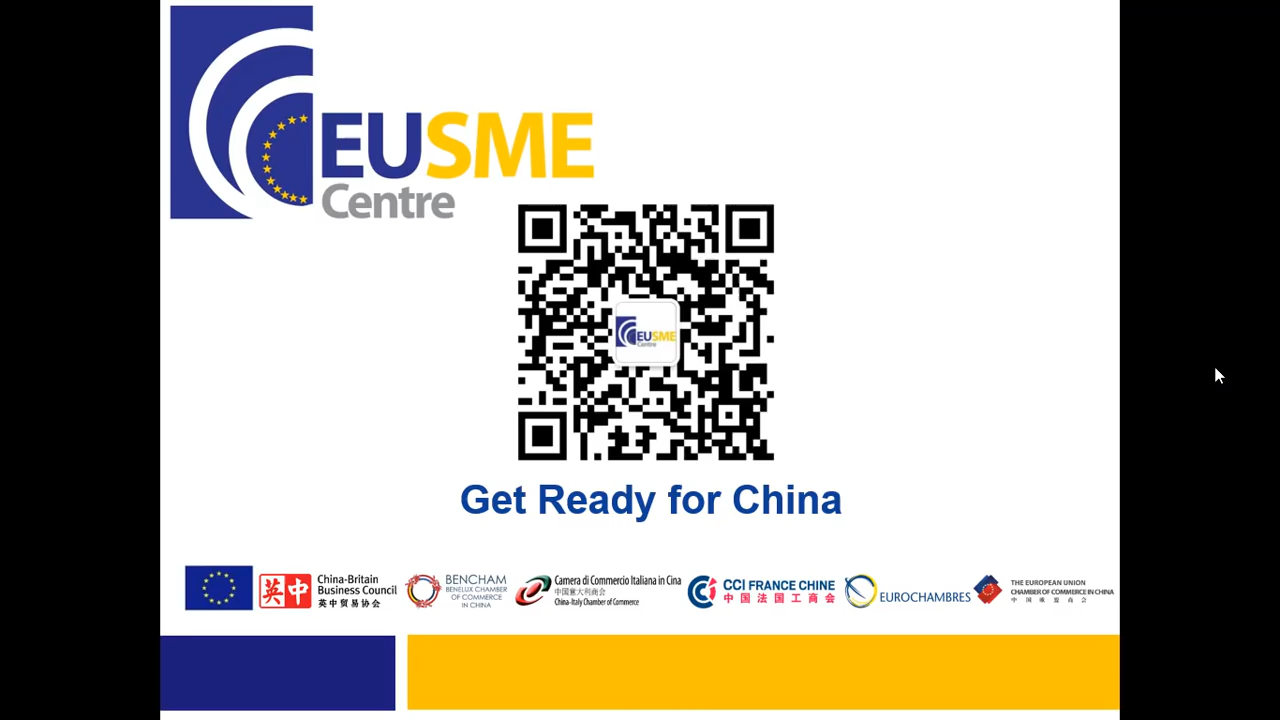 EUSME
Centre
EUSME
Centre
Get Ready for China
China-Britain
Business Council
英中贸易协会
英中
BENCHAM
BENELUX CHAMBER
OF COMMERCE
IN CHINA
Camera di Commercio Italiana in Cina
中国意大利商会
China-Italy Chamber of Commerce
CCI FRANCE CHINE
中国法国工商会
EUROCHAMBRES
THE EUROPEAN UNION
CHAMBER OF COMMERCE IN CHINA
中国欧盟商会